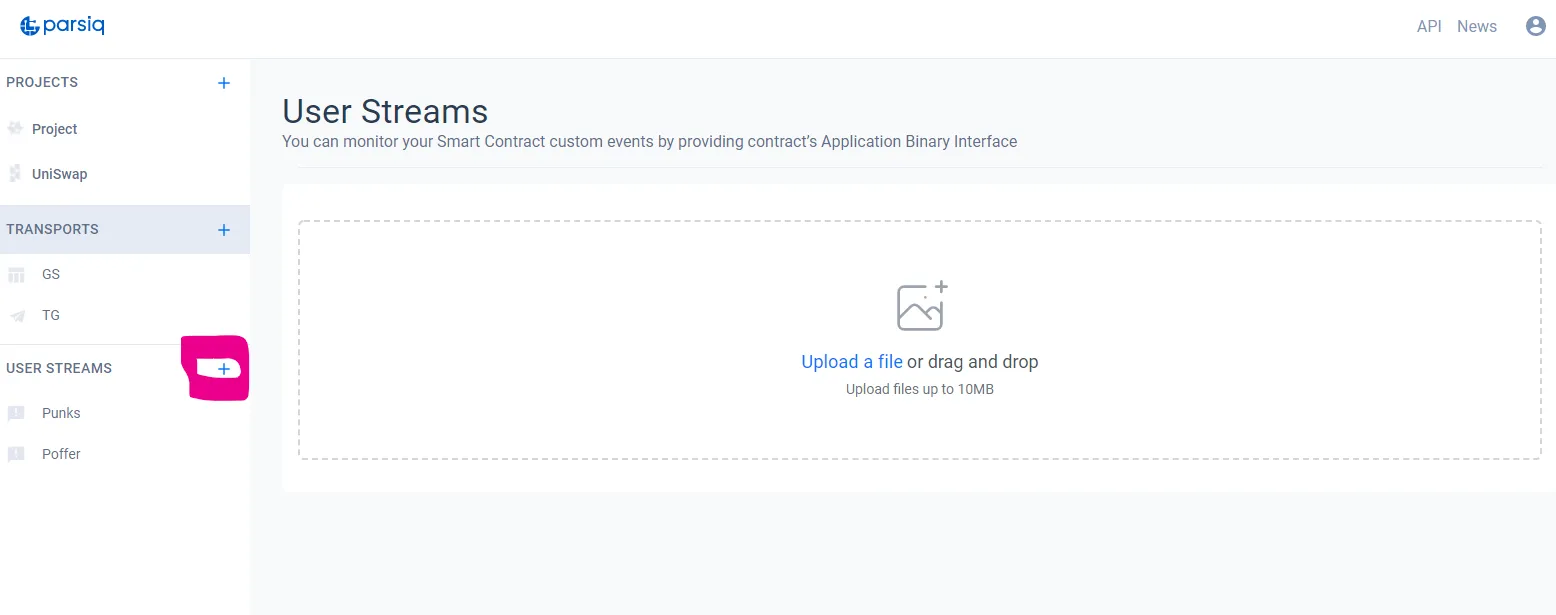 parsiq
API News
PROJECTS +
Project
UniSwap
TRANSPORTS +
GS
TG
USER STREAMS +
Punks
Poffer
User Streams
You can monitor your Smart Contract custom events by providing contract's Application Binary Interface
Upload a file or drag and drop
Upload files up to 10MB